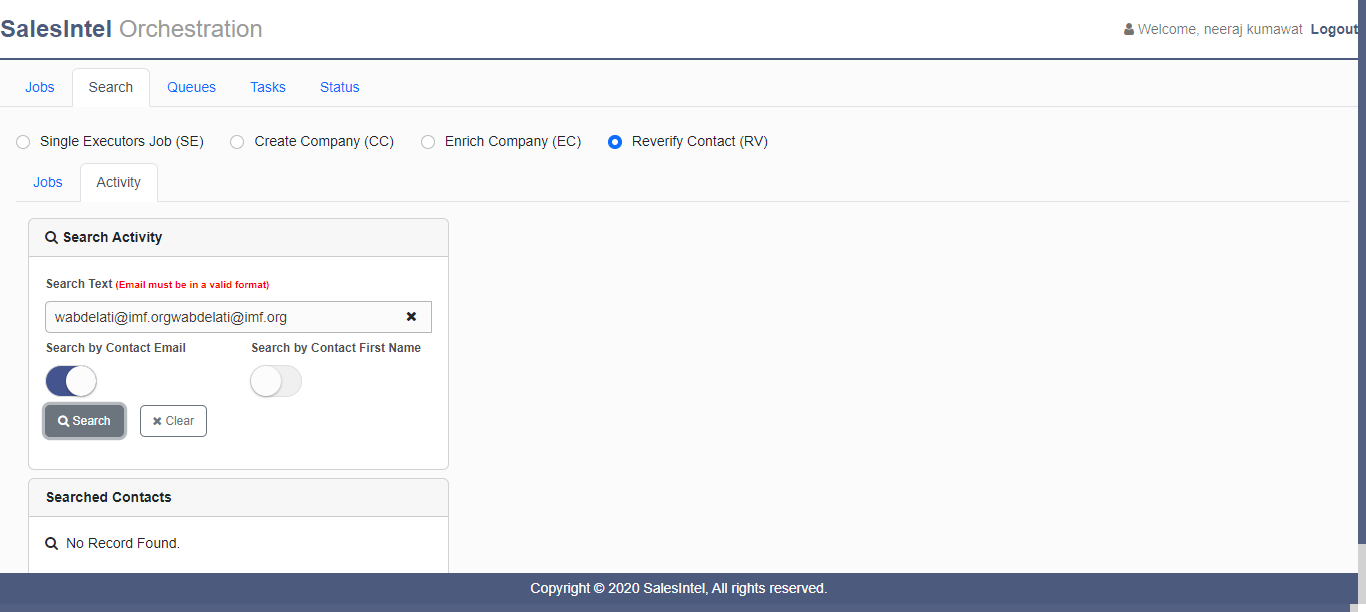 SalesIntel Orchestration
Welcome, neeraj kumawat Logout
Jobs Search Queues Tasks Status
Single Executors Job (SE) Create Company (CC) Enrich Company (EC) Reverify Contact (RV)
Jobs Activity
Search Activity
Search Text (Email must be in a valid format)
wabdelati@imf.orgwabdelati@imf.org
Search by Contact Email Search by Contact First Name
Search Clear
Searched Contacts
No Record Found.
Copyright © 2020 SalesIntel, All rights reserved.